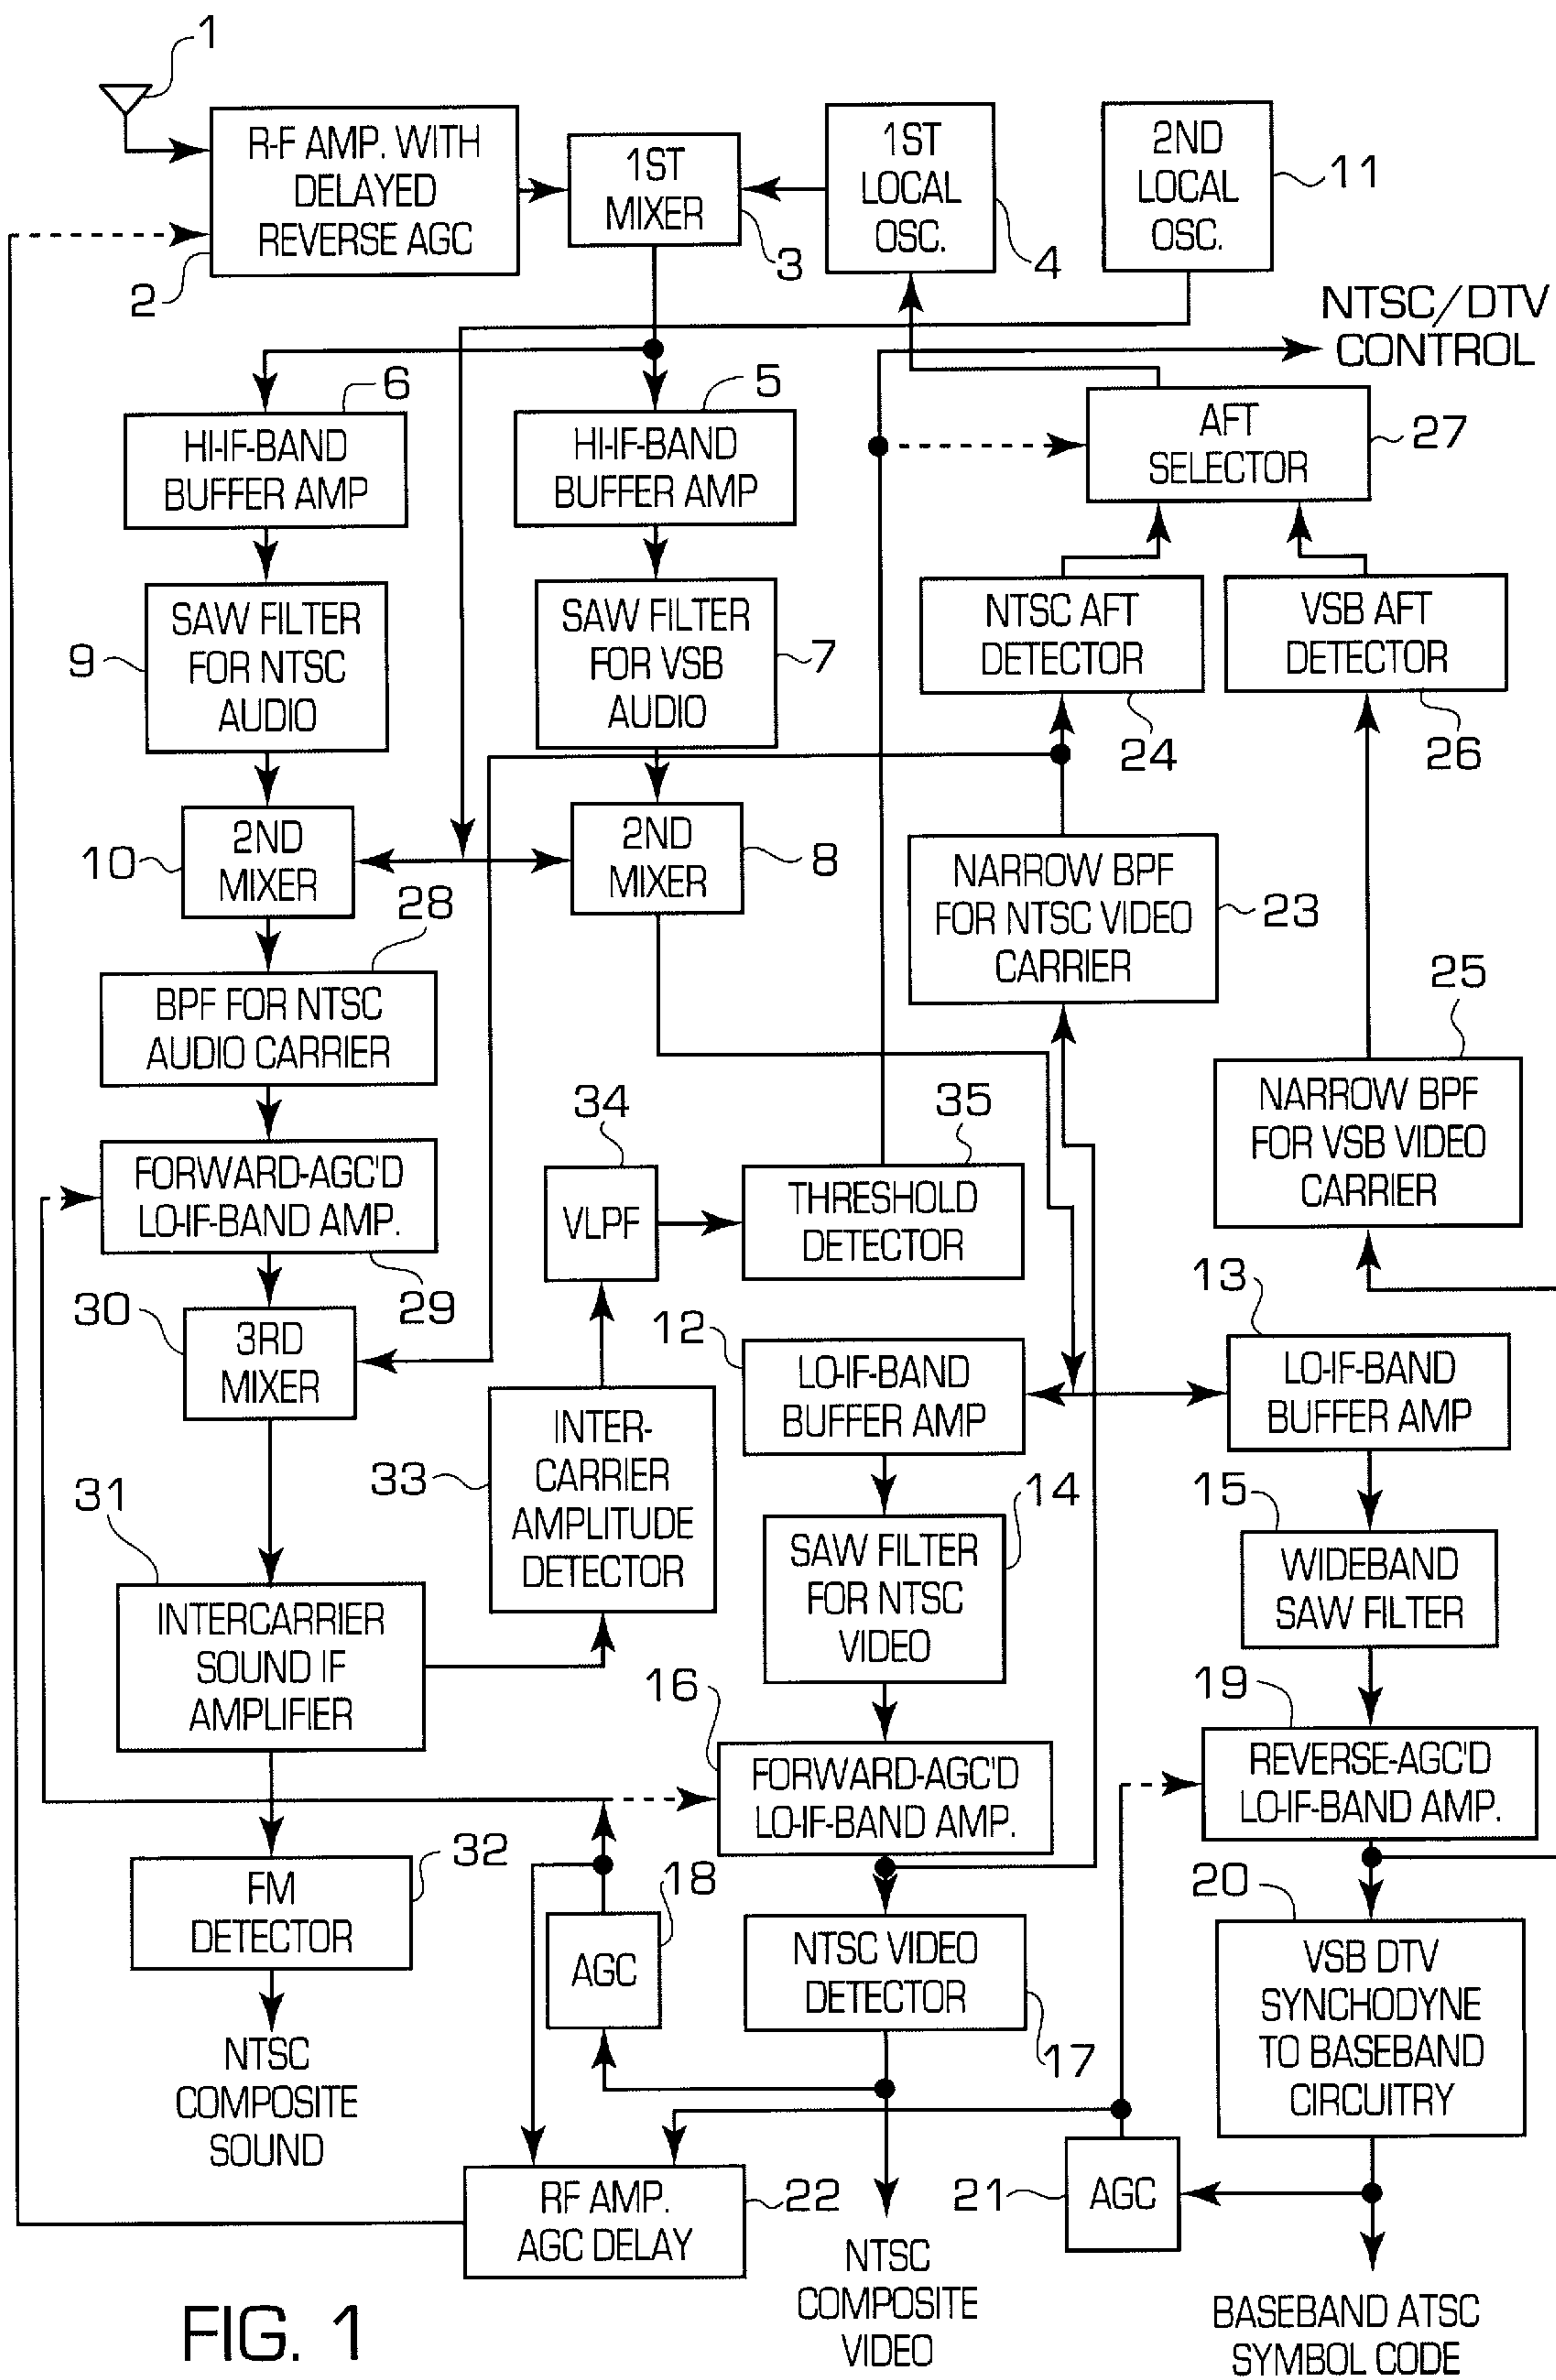 1
R-F AMP. WITH
DELAYED
REVERSE AGC
2
1ST
MIXER
3
1ST
LOCAL
OSC.
4
2ND
LOCAL
OSC.
11
NTSC/DTV
CONTROL
6
HI-IF-BAND
BUFFER AMP
5
HI-IF-BAND
BUFFER AMP
AFT
SELECTOR
27
9
SAW FILTER
FOR NTSC
AUDIO
SAW FILTER
FOR VSB
AUDIO
7
NTSC AFT
DETECTOR
24
VSB AFT
DETECTOR
26
10
2ND
MIXER
2ND
MIXER
8
NARROW BPF
FOR NTSC VIDEO
CARRIER
23
28
BPF FOR NTSC
AUDIO CARRIER
25
NARROW BPF
FOR VSB VIDEO
CARRIER
FORWARD-AGC'D
LO-IF-BAND AMP.
29
34
VLPF
35
THRESHOLD
DETECTOR
30
3RD
MIXER
12
LO-IF-BAND
BUFFER AMP
13
LO-IF-BAND
BUFFER AMP
33
INTER-
CARRIER
AMPLITUDE
DETECTOR
14
SAW FILTER
FOR NTSC
VIDEO
15
WIDEBAND
SAW FILTER
31
INTERCARRIER
SOUND IF
AMPLIFIER
16
FORWARD-AGC'D
LO-IF-BAND AMP.
19
REVERSE-AGC'D
LO-IF-BAND AMP.
32
FM
DETECTOR
18
AGC
NTSC VIDEO
DETECTOR
17
20
VSB DTV
SYNCHODYNE
TO BASEBAND
CIRCUITRY
NTSC
COMPOSITE
SOUND
RF AMP.
AGC DELAY
22
21
AGC
NTSC
COMPOSITE
VIDEO
BASEBAND ATSC
SYMBOL CODE
FIG. 1